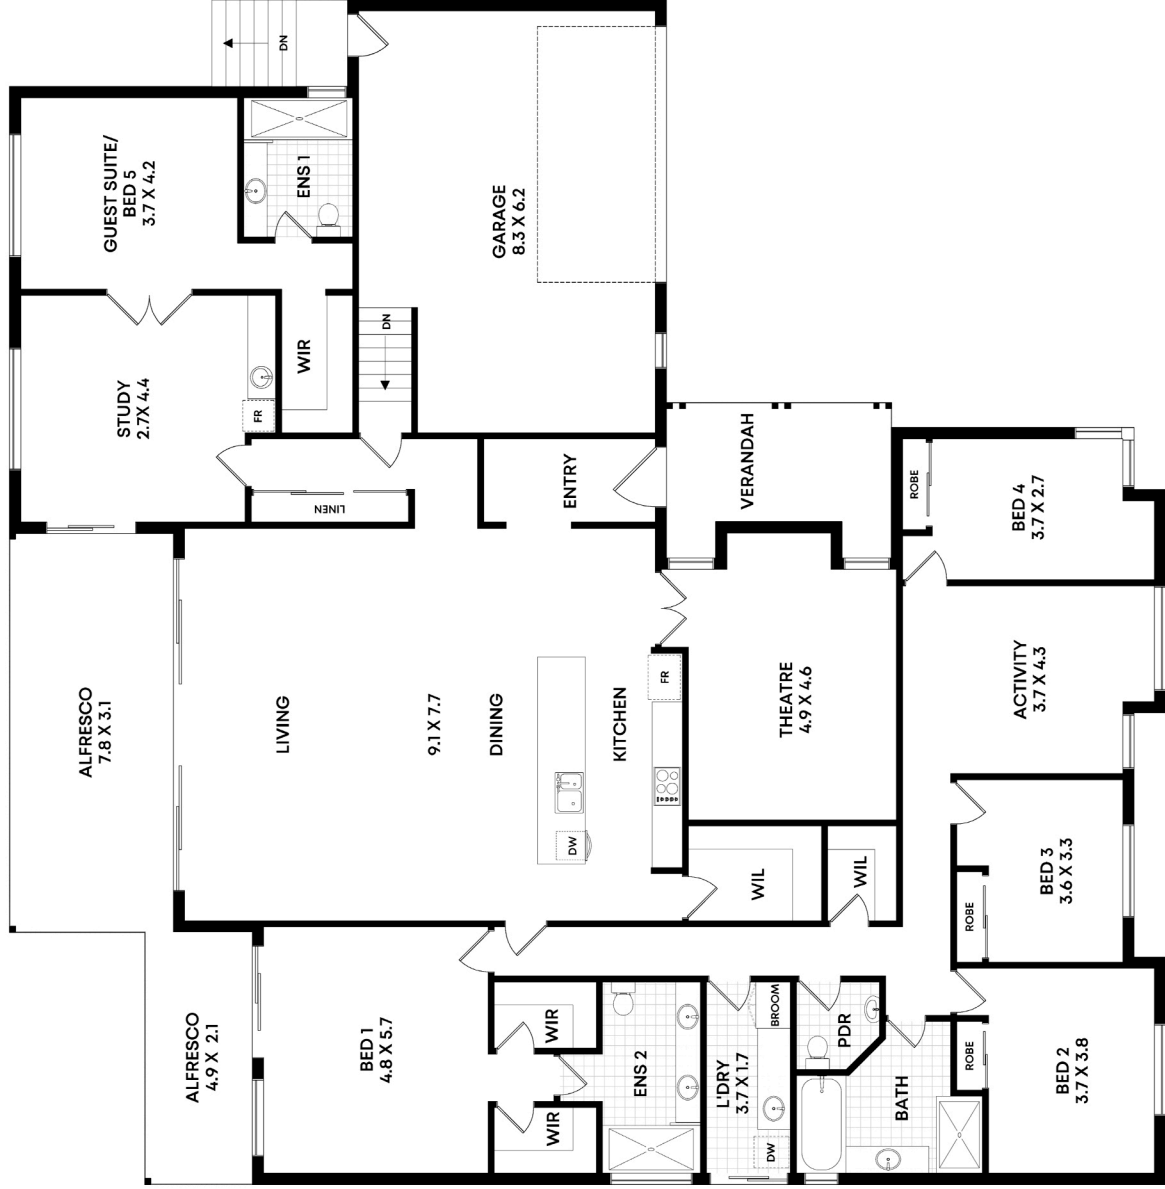 DN
GUEST SUITE/
BED 5
3.7 X 4.2
ENS 1
GARAGE
8.3 X 6.2
DN
WIR
STUDY
2.7X 4.4
FR
LINEN
ENTRY
VERANDAH
ROBE
BED 4
3.7 X 2.7
ALFRESCO
7.8 X 3.1
LIVING
9.1 X 7.7
DINING
KITCHEN
FR
DW
THEATRE
4.9 X 4.6
ACTIVITY
3.7 X 4.3
WIL
WIL
BED 3
3.6 X 3.3
ROBE
ALFRESCO
4.9 X 2.1
BED 1
4.8 X 5.7
WIR
WIR
ENS 2
L'DRY
3.7 X 1.7
BROOM
DW
PDR
BATH
ROBE
BED 2
3.7 X 3.8